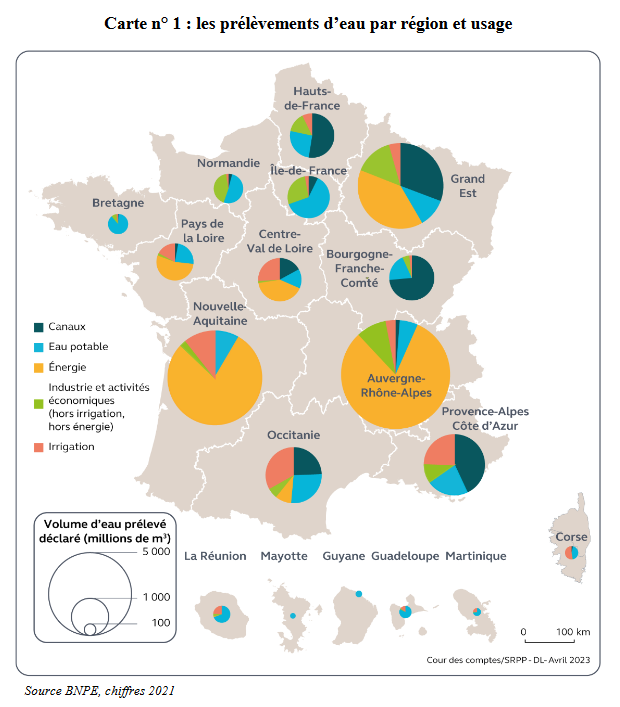 Carte n° 1 : les prélèvements d’eau par région et usage
Hauts-
de-France
Normandie
Île-de- France
Grand
Est
Bretagne
Pays de
la Loire
Centre-
Val de Loire
Bourgogne-
Franche-
Comté
Nouvelle-
Aquitaine
Canaux
Eau potable
Énergie
Industrie et activités
économiques
(hors irrigation,
hors énergie)
Irrigation
Auvergne-
Rhône-Alpes
Provence-Alpes
Côte d’Azur
Occitanie
Corse
Volume d’eau prélevé
déclaré (millions de m³)
5 000
1 000
100
La Réunion
Mayotte
Guyane
Guadeloupe
Martinique
0 100 km
Cour des comptes/SRPP - DL- Avril 2023
Source BNPE, chiffres 2021